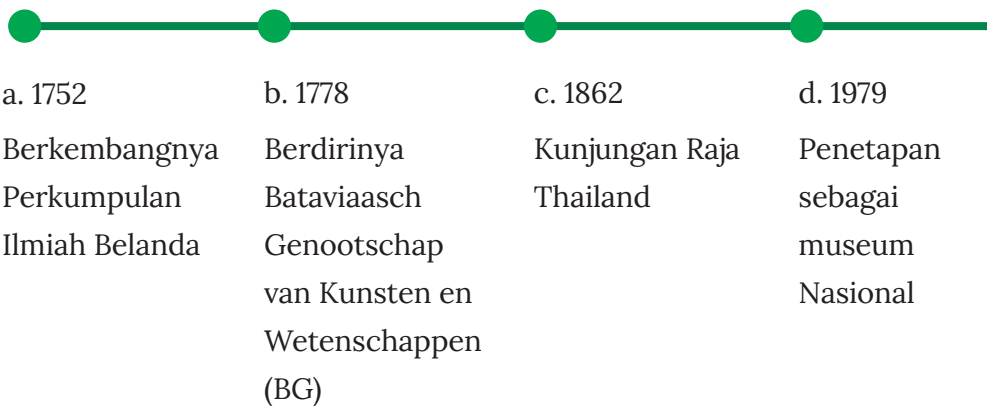 a. 1752
Berkembangnya
Perkumpulan
Ilmiah Belanda
b. 1778
Berdirinya
Bataviaasch
Genootschap
van Kunsten en
Wetenschappen
(BG)
c. 1862
Kunjungan Raja
Thailand
d. 1979
Penetapan
sebagai
museum
Nasional